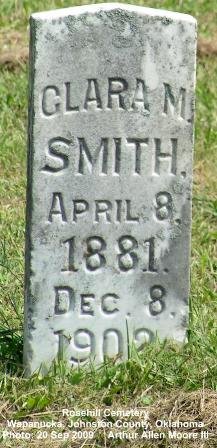 CLARA M.
SMITH.
APRIL 8.
1881.
DEC 8.
Rosehill Cemetery
Wapanucka, Johnston County, Oklahoma
Photo: 20 Sep 2009 Arthur Allen Moore III